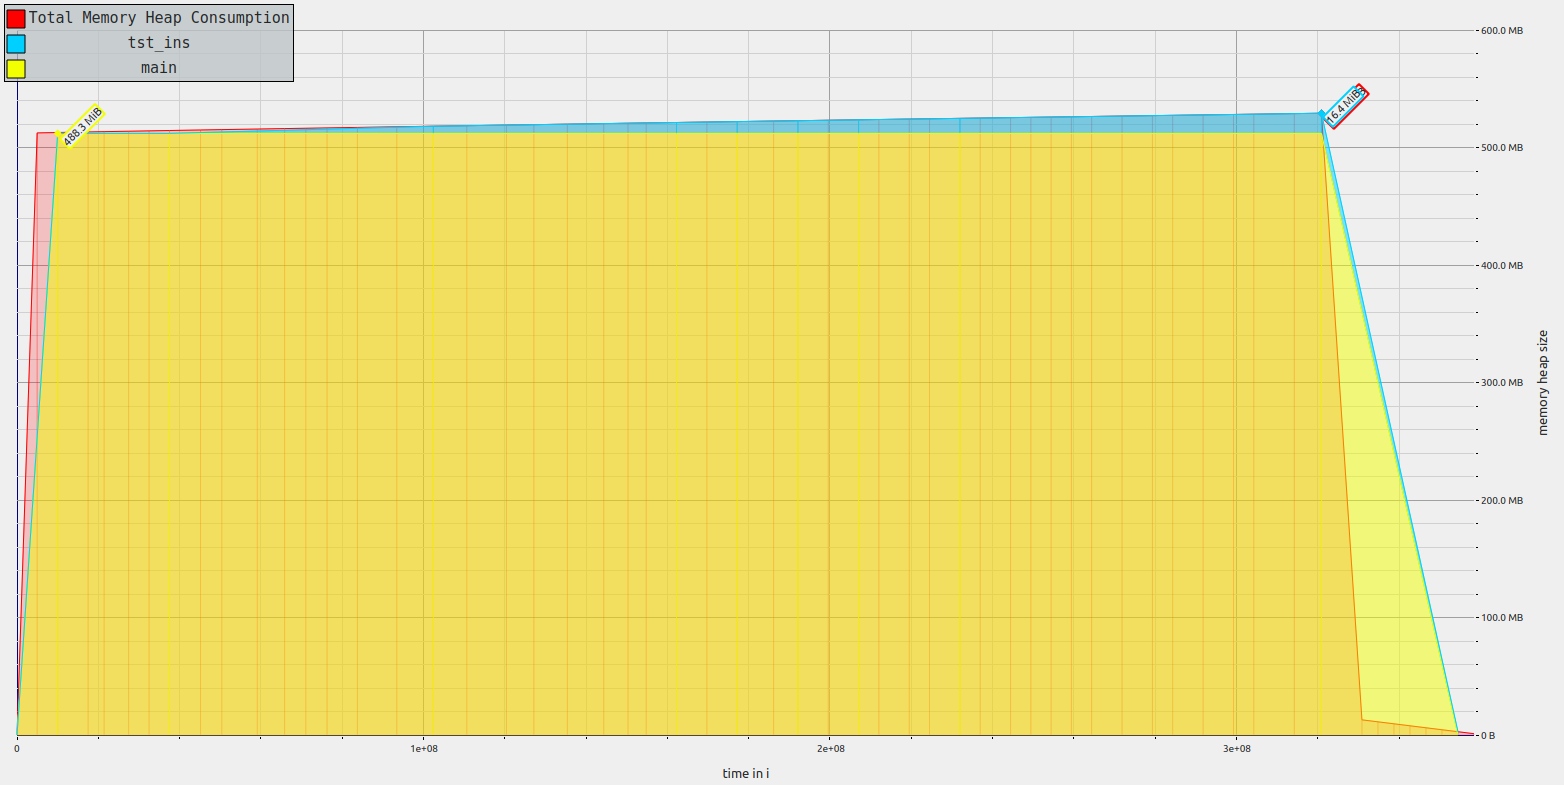 Total Memory Heap Consumption
tst_ins
main
600.0 MB
488.3 MiB
16.4 MiB
500.0 MB
400.0 MB
300.0 MB
200.0 MB
100.0 MB
0 B
memory heap size
0
1e+08
2e+08
3e+08
time in i